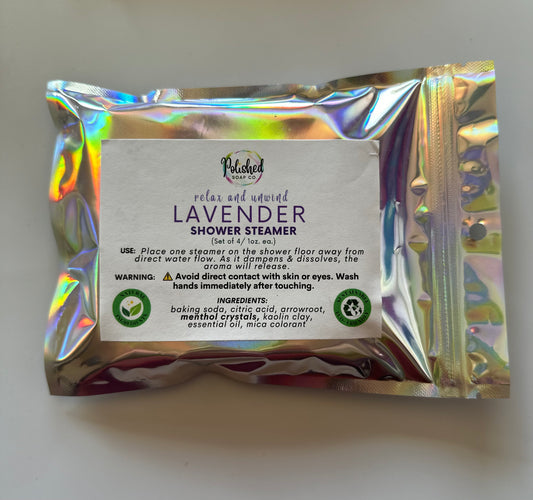 Polished
SOAP CO.
relax and unwind
LAVENDER
SHOWER STEAMER
(Set of 4/ 1oz. ea.)
USE: Place one steamer on the shower floor away from
direct water flow. As it dampens & dissolves, the
aroma will release.
WARNING: ⚠ Avoid direct contact with skin or eyes. Wash
hands immediately after touching.
INGREDIENTS:
baking soda, citric acid, arrowroot,
menthol crystals, kaolin clay,
essential oil, mica colorant
NATURAL